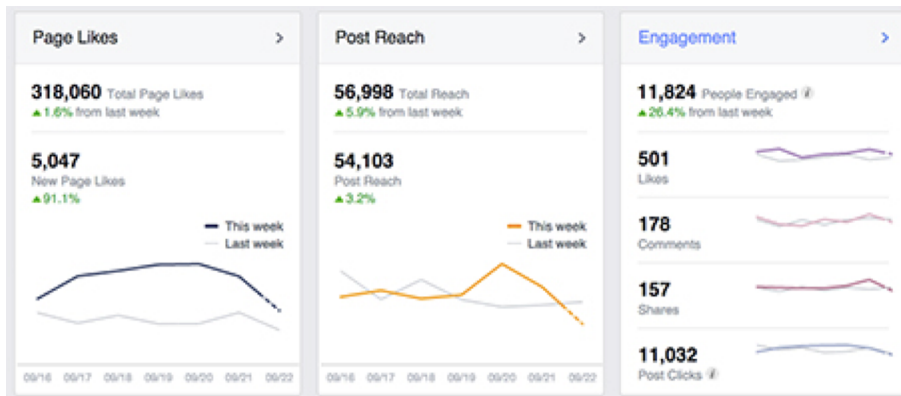 Page Likes >
318,060 Total Page Likes
▲1.6% from last week
5,047
New Page Likes
▲91.1%
This week
Last week
09/16 09/17 09/18 09/19 09/20 09/21 09/22
Post Reach >
56,998 Total Reach
▲5.9% from last week
54,103
Post Reach
▲3.2%
This week
Last week
09/16 09/17 09/18 09/19 09/20 09/21 09/22
Engagement >
11,824 People Engaged i
▲26.4% from last week
501
Likes
178
Comments
157
Shares
11,032
Post Clicks i